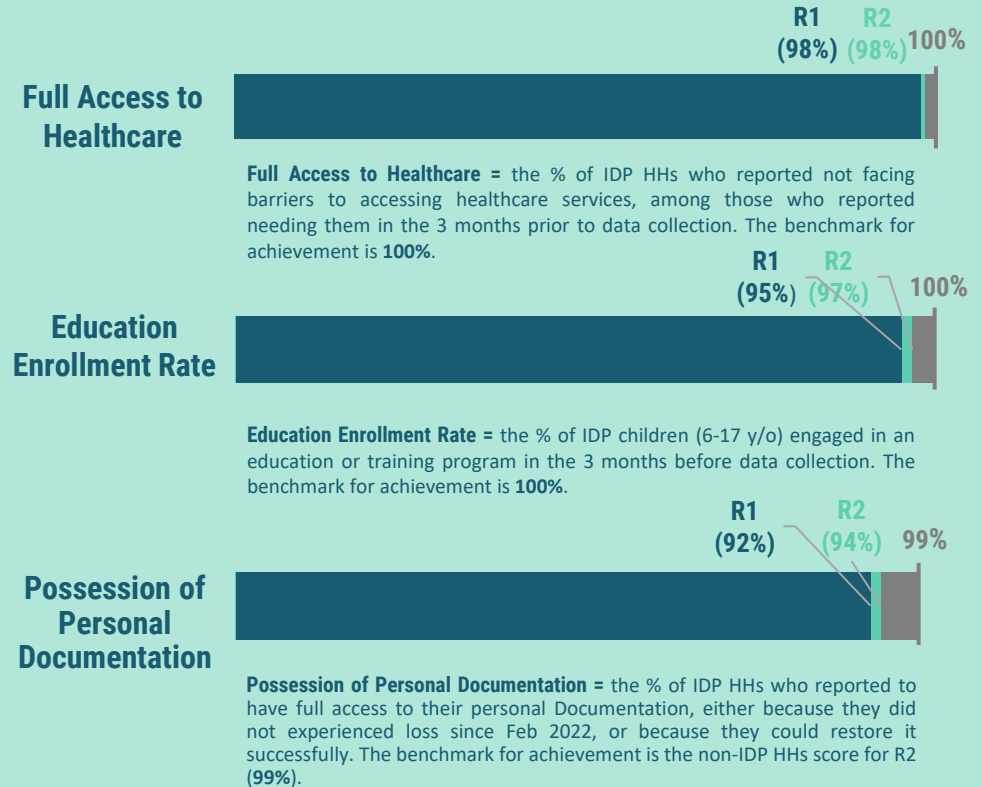 R1 R2
(98%) (98%) 100%
Full Access to
Healthcare
Full Access to Healthcare = the % of IDP HHs who reported not facing
barriers to accessing healthcare services, among those who reported
needing them in the 3 months prior to data collection. The benchmark for
achievement is 100%.
R1 R2
(95%) (97%) 100%
Education
Enrollment Rate
Education Enrollment Rate = the % of IDP children (6-17 y/o) engaged in an
education or training program in the 3 months before data collection. The
benchmark for achievement is 100%.
R1 R2
(92%) (94%) 99%
Possession of
Personal
Documentation
Possession of Personal Documentation = the % of IDP HHs who reported to
have full access to their personal Documentation, either because they did
not experienced loss since Feb 2022, or because they could restore it
successfully. The benchmark for achievement is the non-IDP HHs score for R2
(99%).